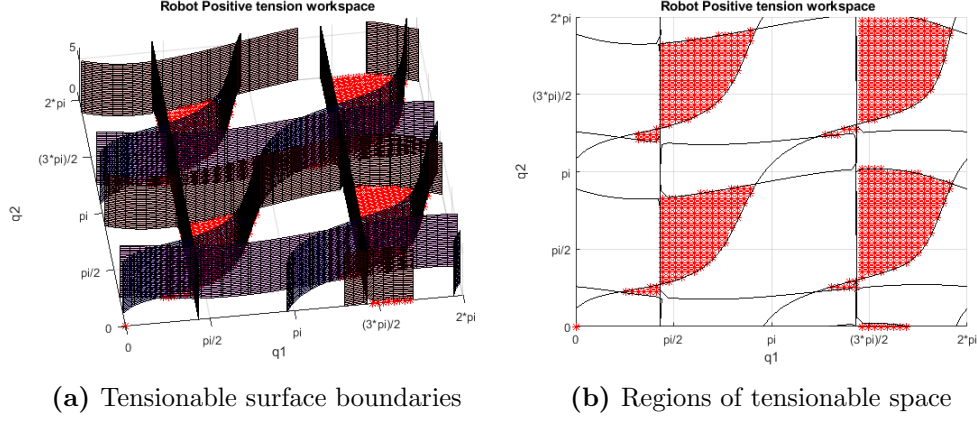 Robot Positive tension workspace
5
0
2*pi
(3*pi)/2
pi
pi/2
0
q2
0
pi/2
pi
(3*pi)/2
2*pi
q1
(a) Tensionable surface boundaries
Robot Positive tension workspace
2*pi
(3*pi)/2
pi
pi/2
0
q2
0
pi/2
pi
(3*pi)/2
2*pi
q1
(b) Regions of tensionable space